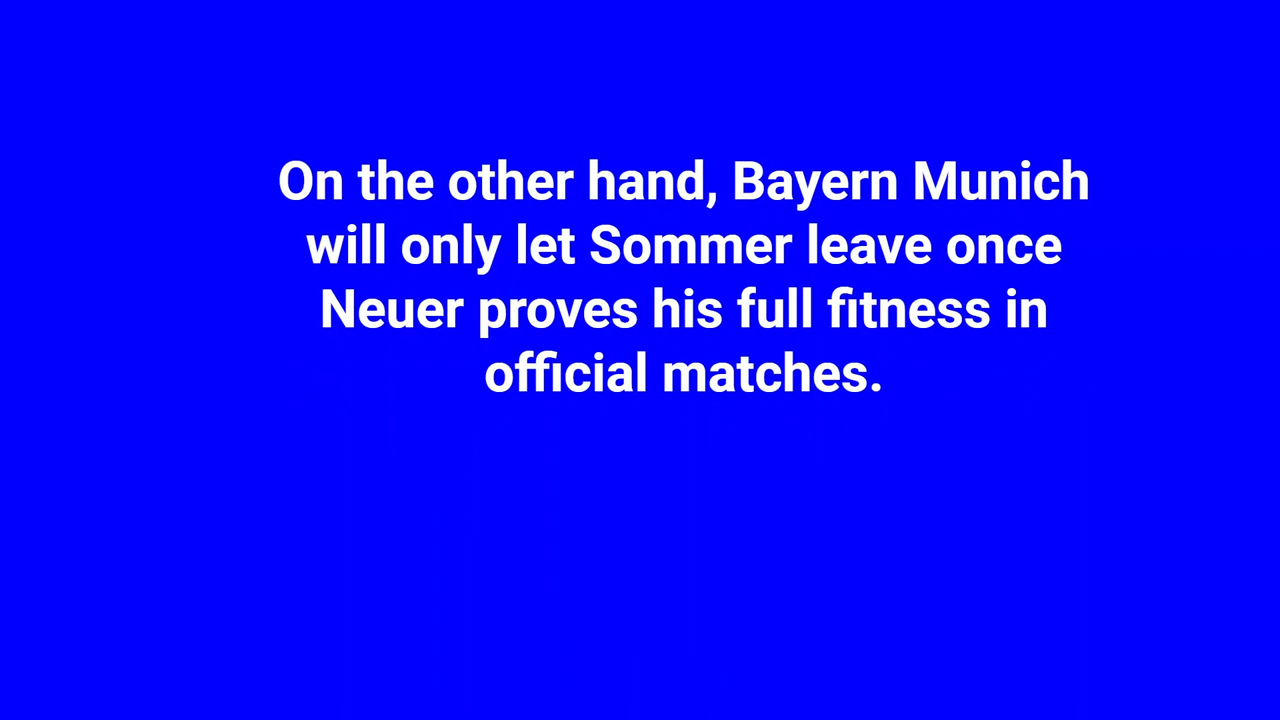 On the other hand, Bayern Munich
will only let Sommer leave once
Neuer proves his full fitness in
official matches.